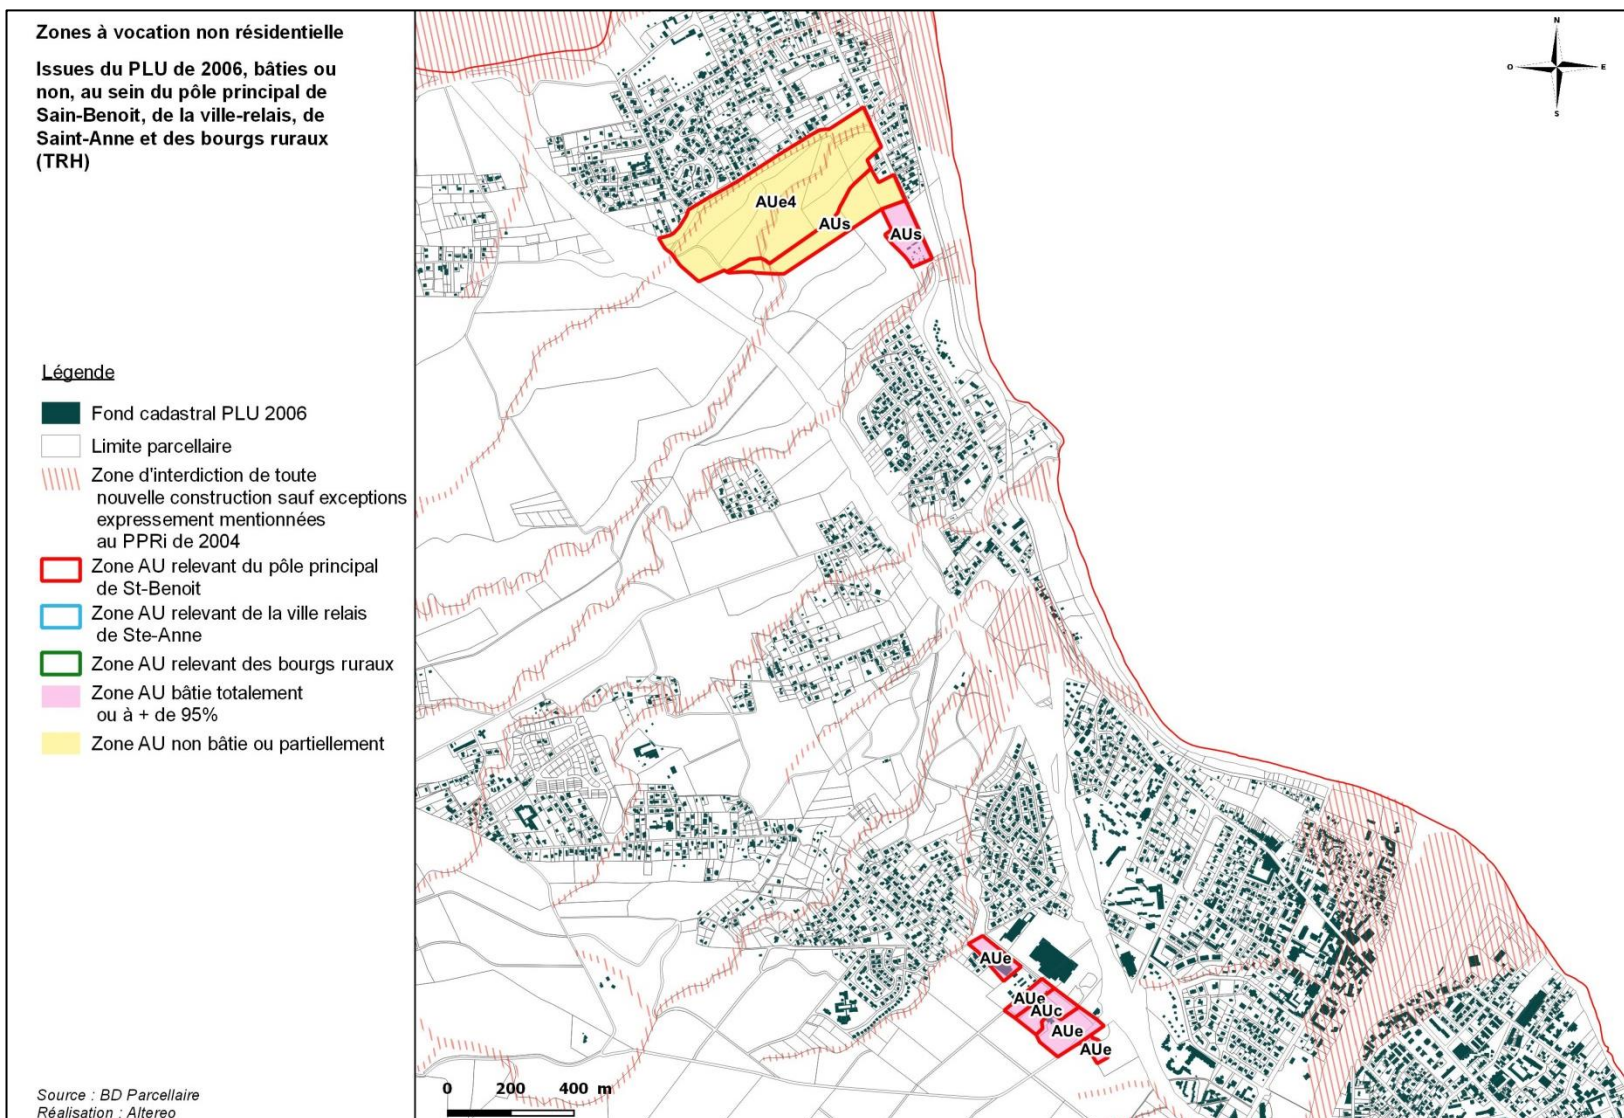 Zones à vocation non résidentielle
Issues du PLU de 2006, bâties ou
non, au sein du pôle principal de
Sain-Benoit, de la ville-relais, de
Saint-Anne et des bourgs ruraux
(TRH)
Légende
Fond cadastral PLU 2006
Limite parcellaire
Zone d'interdiction de toute
nouvelle construction sauf exceptions
expressement mentionnées
au PPRi de 2004
Zone AU relevant du pôle principal
de St-Benoit
Zone AU relevant de la ville relais
de Ste-Anne
Zone AU relevant des bourgs ruraux
Zone AU bâtie totalement
ou à + de 95%
Zone AU non bâtie ou partiellement
Source : BD Parcellaire
Réalisation : Altereo
N
O
E
S
AUe4
AUs
AUs
AUe
AUe
AUc
AUe
AUe
0 200 400 m